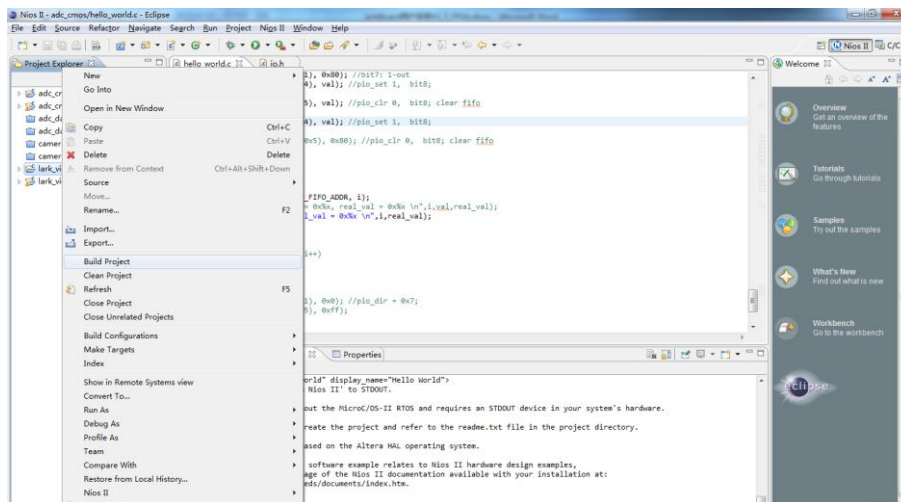 Nios II - adc_cmos/hello_world.c - Eclipse
File Edit Source Refactor Navigate Search Run Project Nios II Window Help
Nios II C/C
Project Explorer
hello_world.c io.h
Welcome
New
Go Into
Open in New Window
Copy Ctrl+C
Paste Ctrl+V
Delete Delete
Remove from Context Ctrl+Alt+Shift+Down
Source
Move...
Rename... F2
Import...
Export...
Build Project
Clean Project
Refresh F5
Close Project
Close Unrelated Projects
Build Configurations
Make Targets
Index
Show in Remote Systems view
Convert To...
Run As
Debug As
Profile As
Team
Compare With
Restore from Local History...
Nios II
adc_cr
adc_cr
adc_da
adc_di
camer
camer
lark_vi
lark_vi
1), 0x80); //bit7: 1-out
4), val); //pio_set 1, bit8;
5), val); //pio_clr 0, bit8; clear fifo
4), val); //pio_set 1, bit8;
0x5), 0x80); //pio_clr 0, bit8; clear fifo
_FIFO_ADDR, i);
= 0x%x, real_val = 0x%x \n",i,val,real_val);
l_val = 0x%x \n",i,real_val);
i++)
1), 0x0); //pio_dir = 0x7;
5), 0xff);
Properties
orld" display_name="Hello World">
Nios II' to STDOUT.
out the MicroC/OS-II RTOS and requires an STDOUT device in your system's hardware.
reate the project and refer to the readme.txt file in the project directory.
ased on the Altera HAL operating system.
software example relates to Nios II hardware design examples,
age of the Nios II documentation available with your installation at:
eds/documents/index.htm.
Overview
Get an overview of the
features
Tutorials
Go through tutorials
Samples
Try out the samples
What's New
Find out what is new
Workbench
Go to the workbench
eclipse